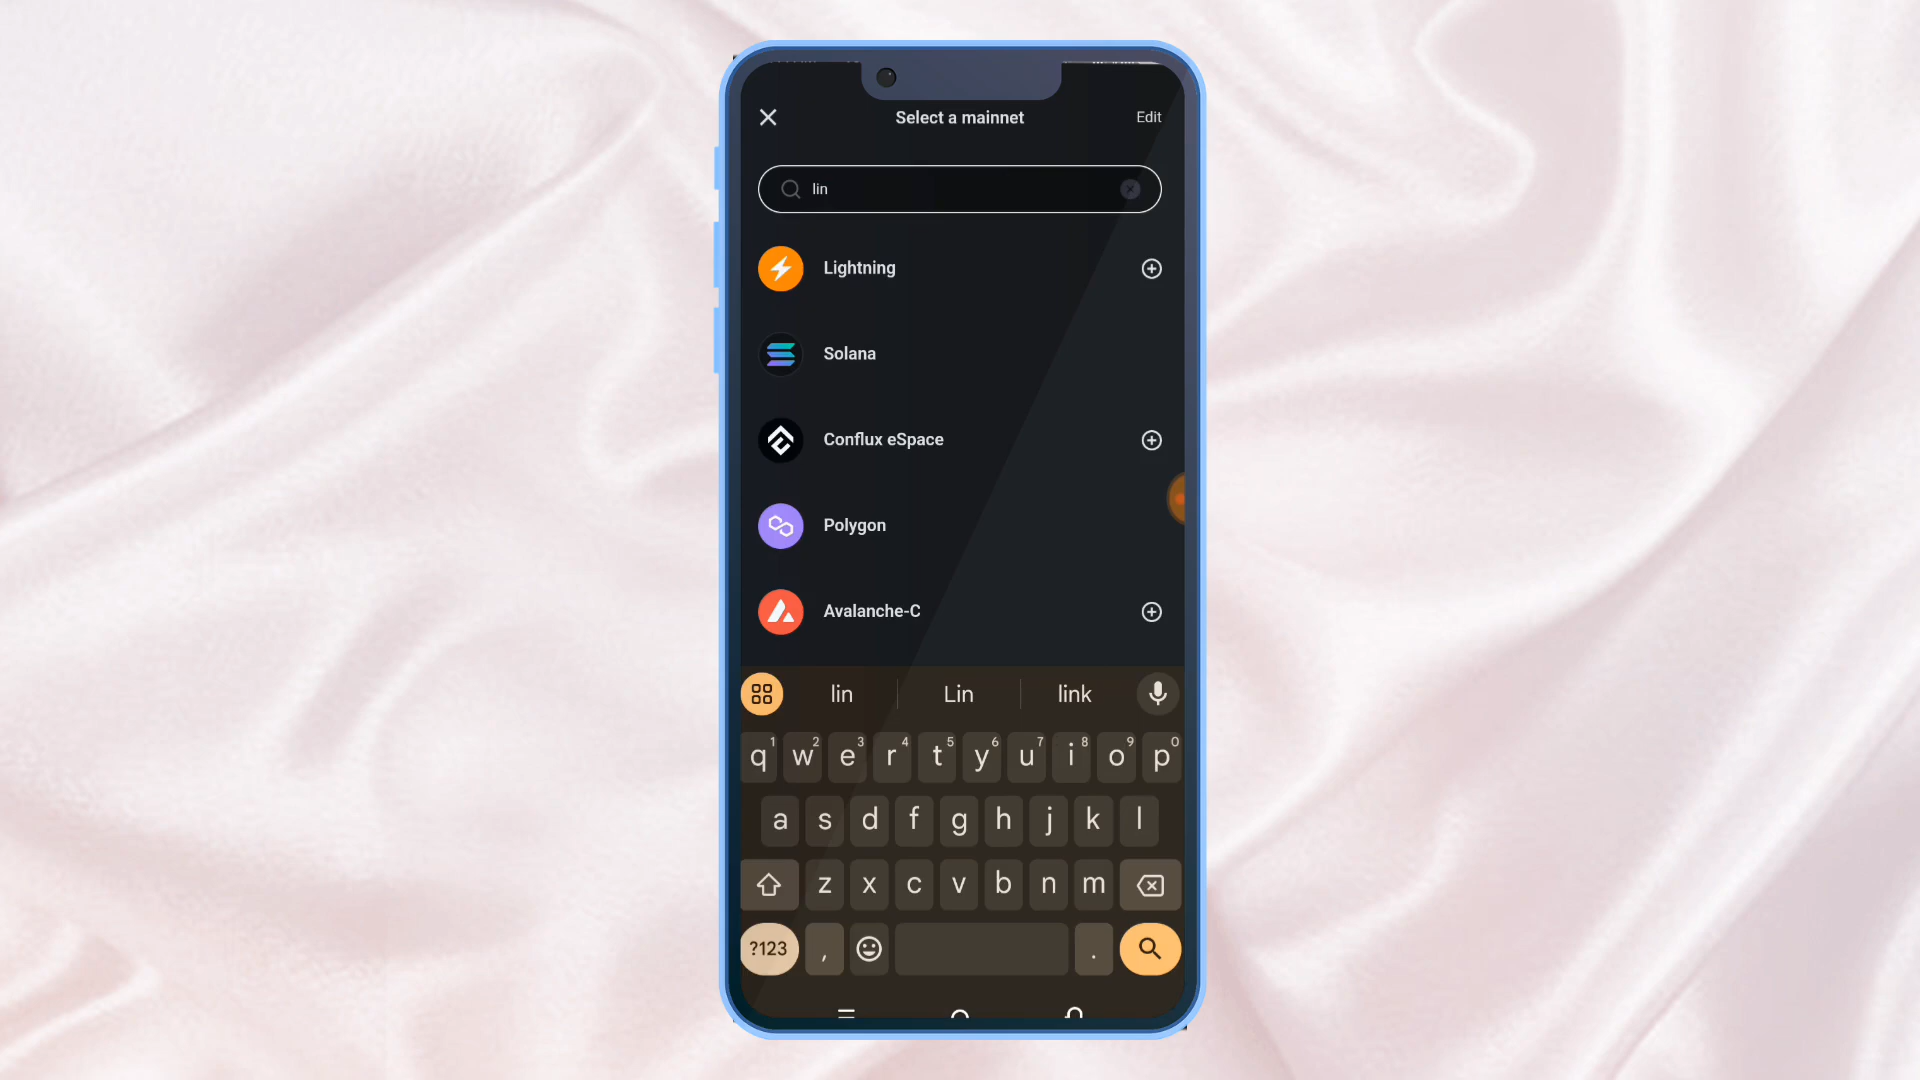 Select a mainnet
Edit
lin
Lightning
Solana
Conflux eSpace
Polygon
Avalanche-C
lin Lin link
q1 w2 e3 r4 t5 y6 u7 i8 o9 p0
a s d f g h j k l
z x c v b n m
?123 , .